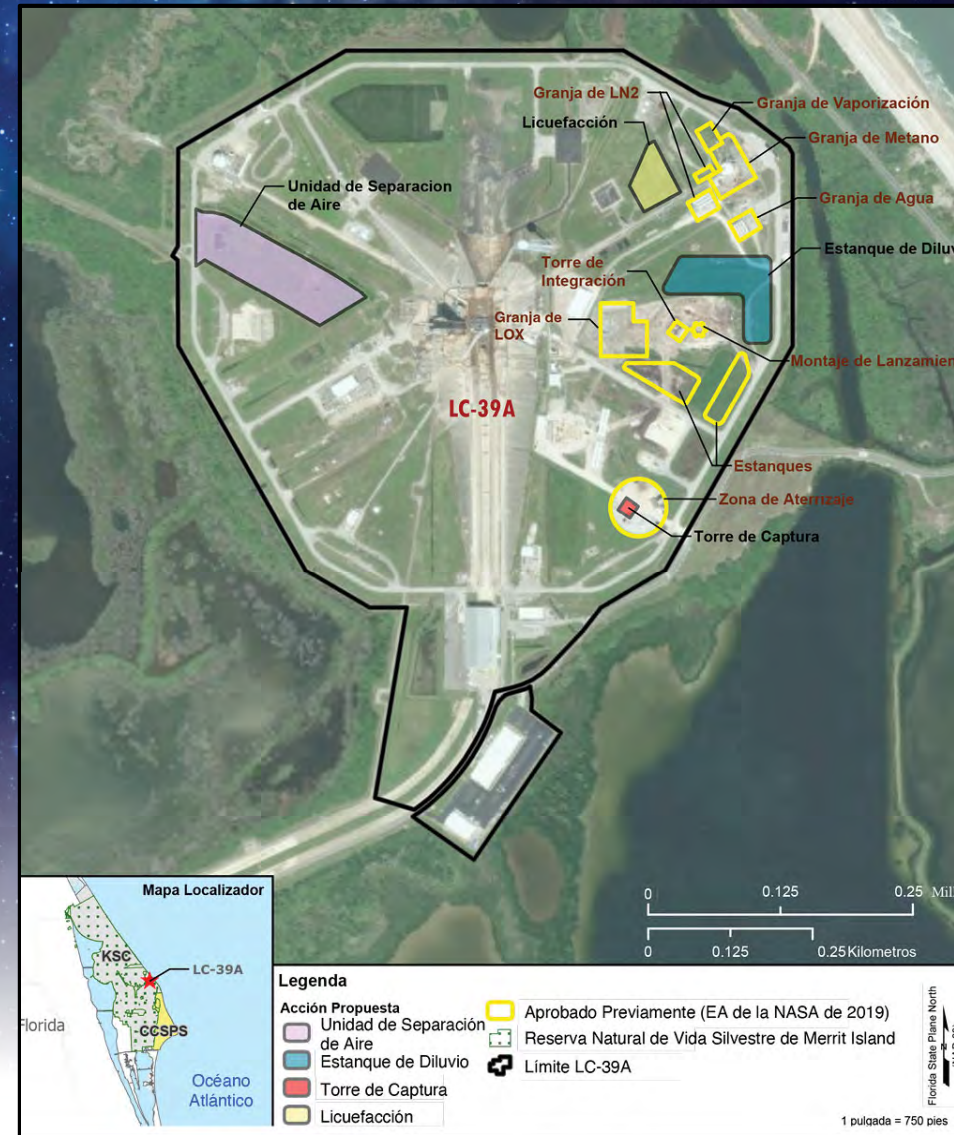 Granja de LN2
Granja de Vaporización
Licuefacción
Granja de Metano
Unidad de Separacion
de Aire
Granja de Agua
Estanque de Diluv
Torre de
Integración
Granja de
LOX
Montaje de Lanzamien
LC-39A
Estanques
Zona de Aterrizaje
Torre de Captura
0 0.125 0.25 Mil
0 0.125 0.25 Kilometros
Mapa Localizador
KSC
LC-39A
CCSPS
Florida
Océano
Atlántico
Legenda
Acción Propuesta
Unidad de Separación
de Aire
Estanque de Diluvio
Torre de Captura
Licuefacción
Aprobado Previamente (EA de la NASA de 2019)
Reserva Natural de Vida Silvestre de Merrit Island
Límite LC-39A
Florida State Plane North
1 pulgada = 750 pies